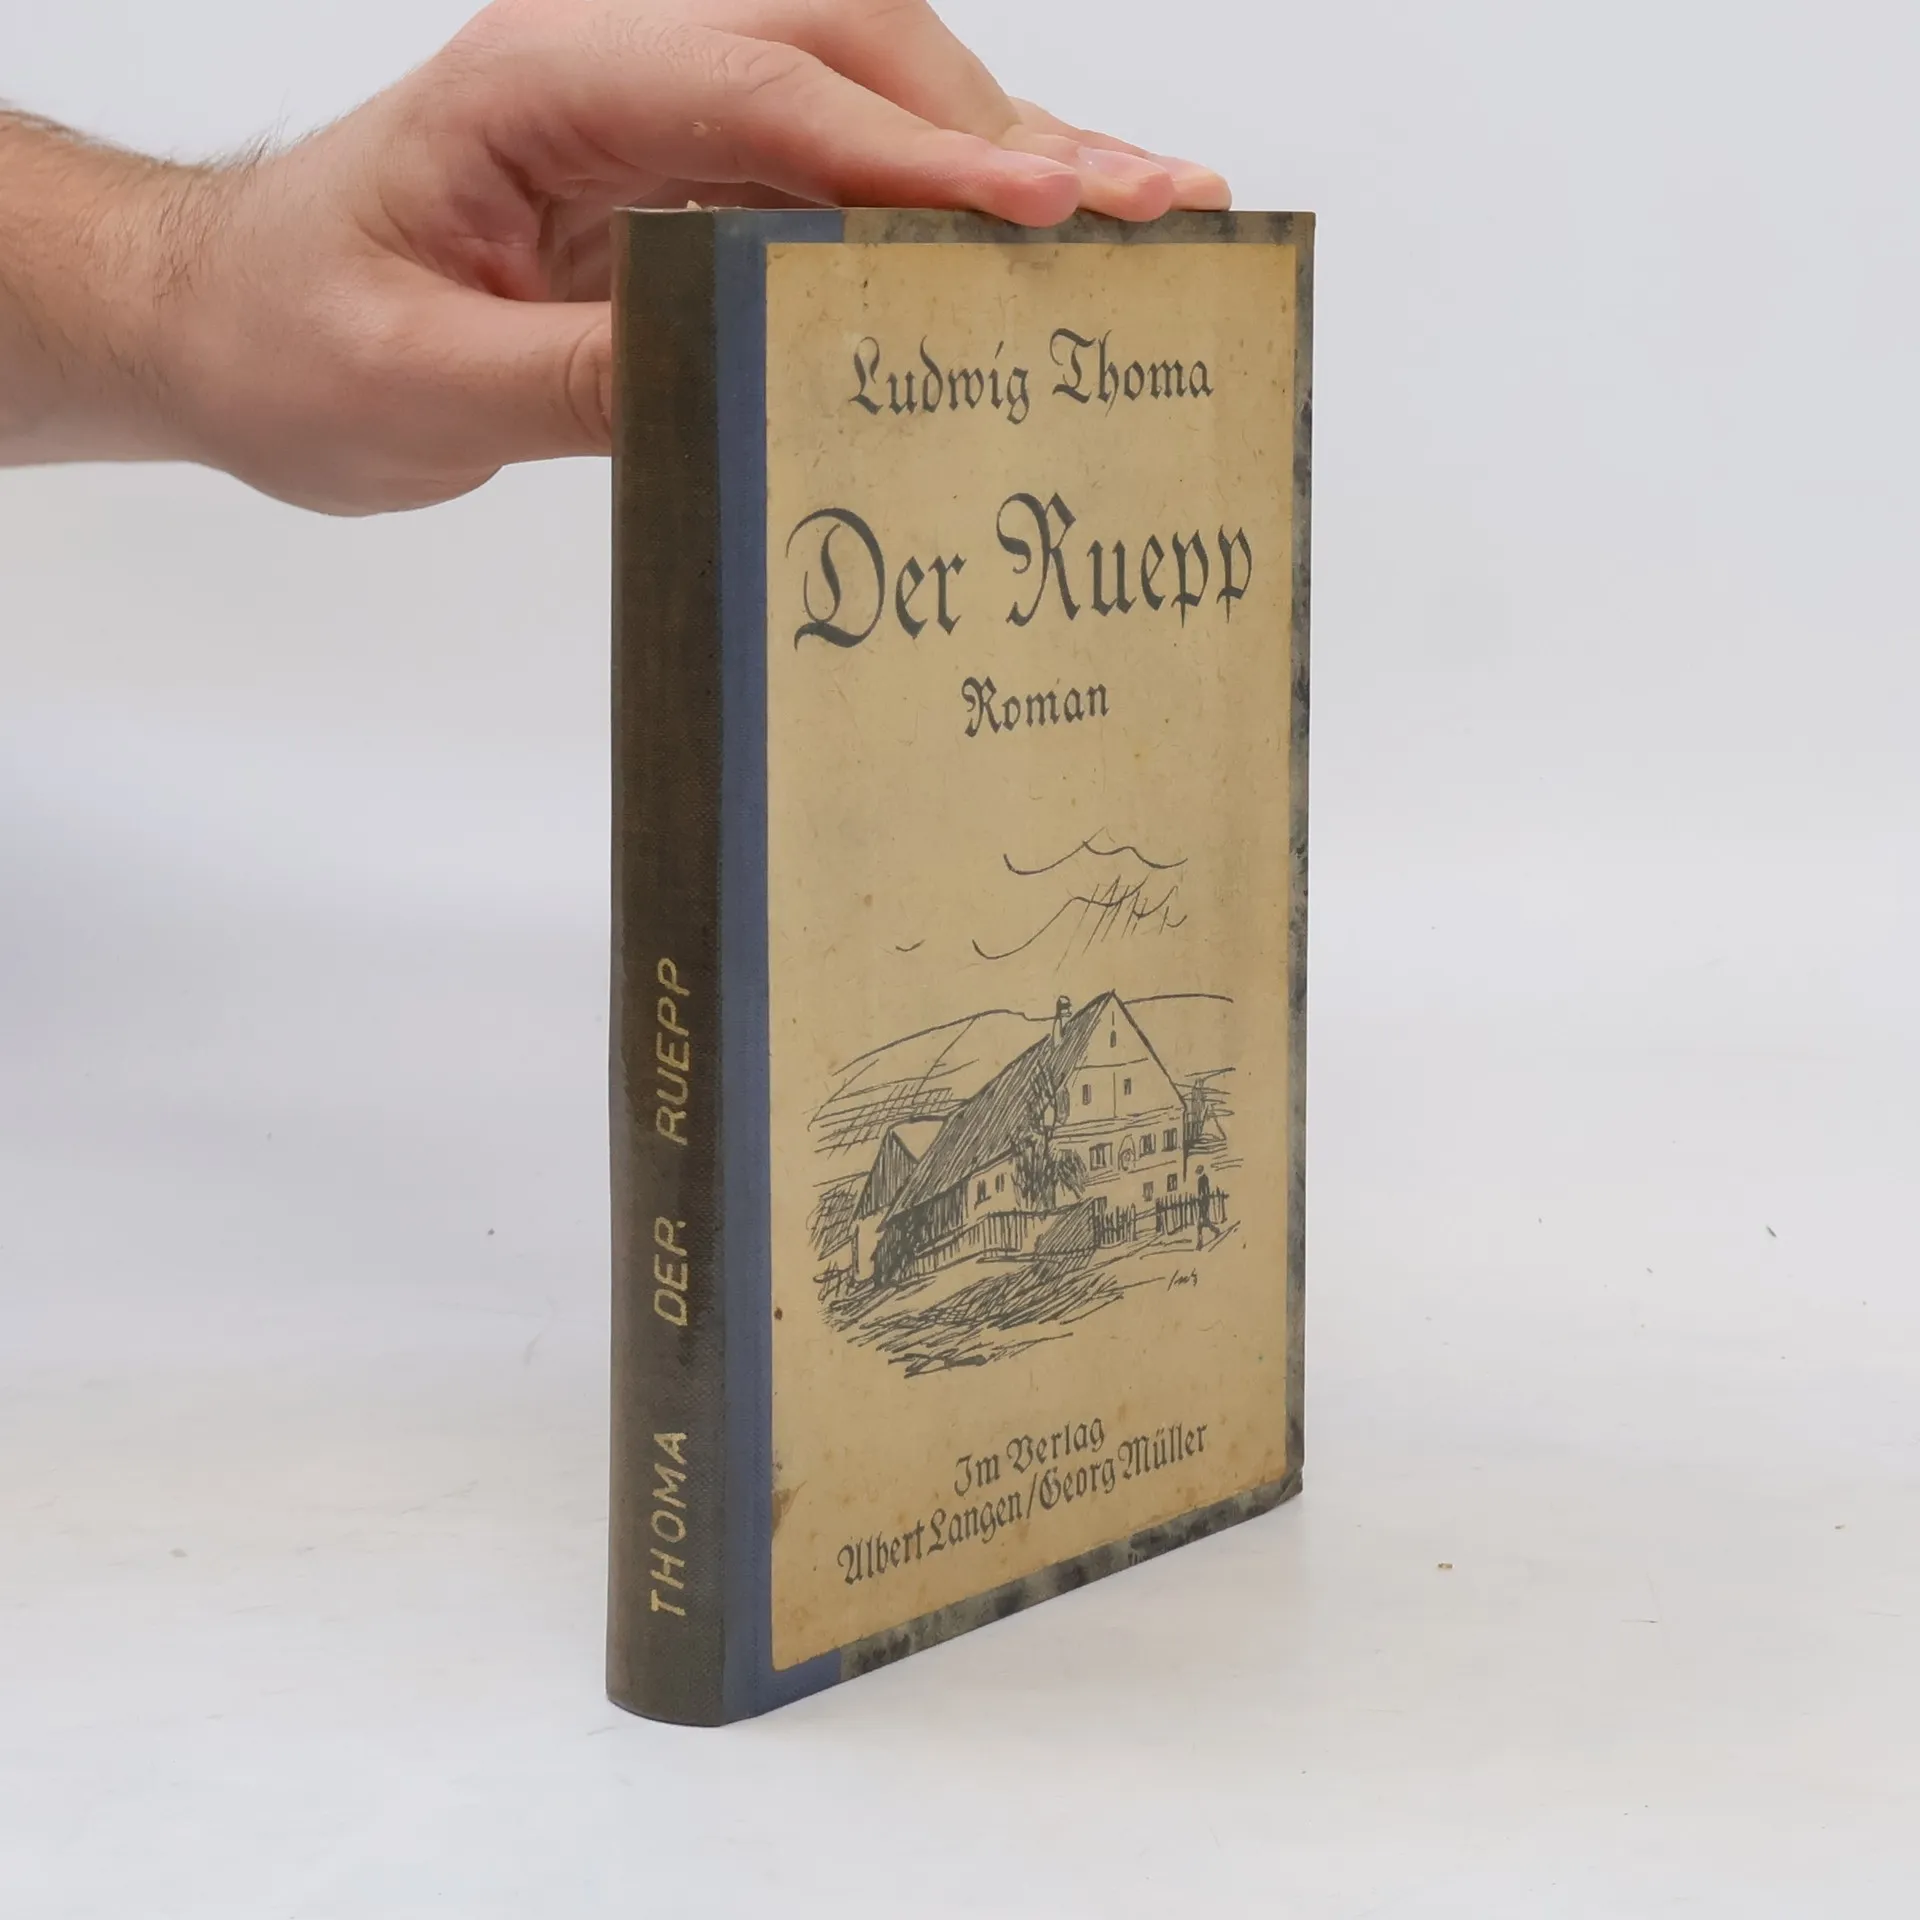 Ludwig Thoma
Der Ruepp
Roman
Im Verlag
Albert Langen/Georg Müller
THOMA DER RUEPP